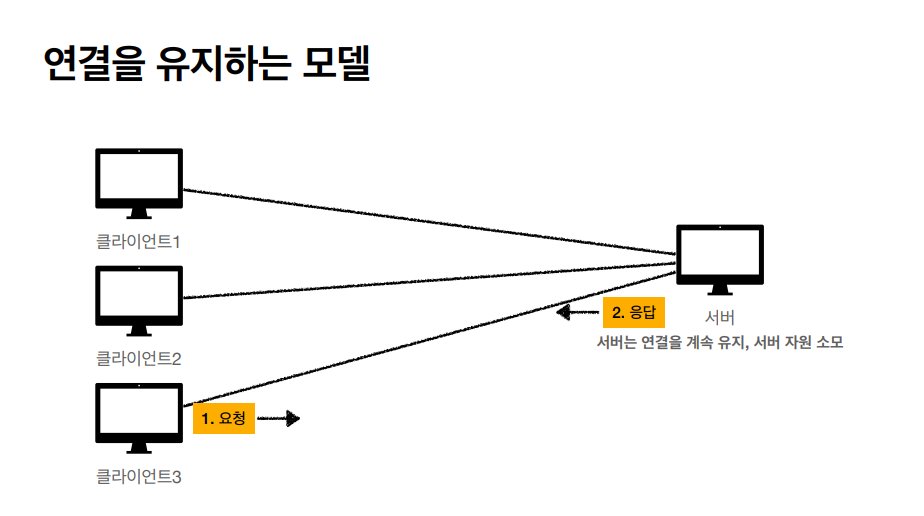 연결을 유지하는 모델
클라이언트1
클라이언트2
2. 응답
서버
서버는 연결을 계속 유지, 서버 자원 소모
1. 요청
클라이언트3